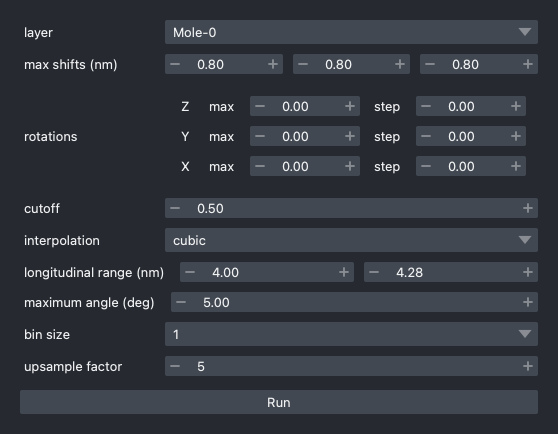 layer Mole-0
max shifts (nm) − 0.80 + − 0.80 + − 0.80 +
Z max − 0.00 + step − 0.00 +
rotations Y max − 0.00 + step − 0.00 +
X max − 0.00 + step − 0.00 +
cutoff − 0.50 +
interpolation cubic
longitudinal range (nm) − 4.00 + − 4.28 +
maximum angle (deg) − 5.00 +
bin size 1
upsample factor − 5 +
Run